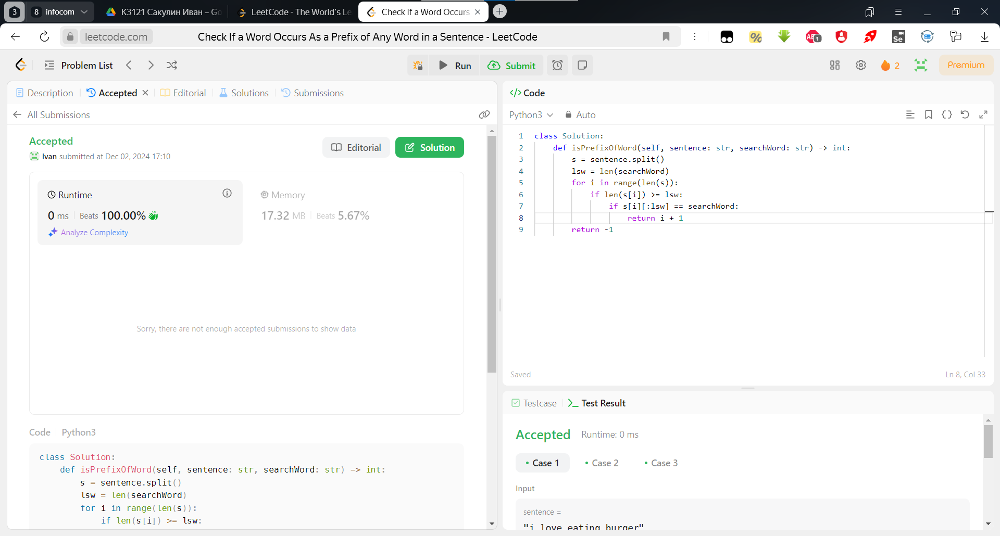 3 8 infocom К3121 Сакулин Иван – Go LeetCode - The World's Le Check If a Word Occurs
leetcode.com Check If a Word Occurs As a Prefix of Any Word in a Sentence - LeetCode
Problem List Run Submit 2 Premium
Description Accepted Editorial Solutions Submissions
All Submissions
Accepted
Ivan submitted at Dec 02, 2024 17:10
Editorial Solution
Runtime
0 ms Beats 100.00%
Analyze Complexity
Memory
17.32 MB Beats 5.67%
Sorry, there are not enough accepted submissions to show data
Code Python3
class Solution:
    def isPrefixOfWord(self, sentence: str, searchWord: str) -> int:
        s = sentence.split()
        lsw = len(searchWord)
        for i in range(len(s)):
            if len(s[i]) >= lsw:
</> Code
Python3 Auto
1 class Solution:
2     def isPrefixOfWord(self, sentence: str, searchWord: str) -> int:
3         s = sentence.split()
4         lsw = len(searchWord)
5         for i in range(len(s)):
6             if len(s[i]) >= lsw:
7                 if s[i][:lsw] == searchWord:
8                     return i + 1
9         return -1
Saved Ln 8, Col 33
Testcase Test Result
Accepted Runtime: 0 ms
• Case 1 • Case 2 • Case 3
Input
sentence =
"i love eating burger"